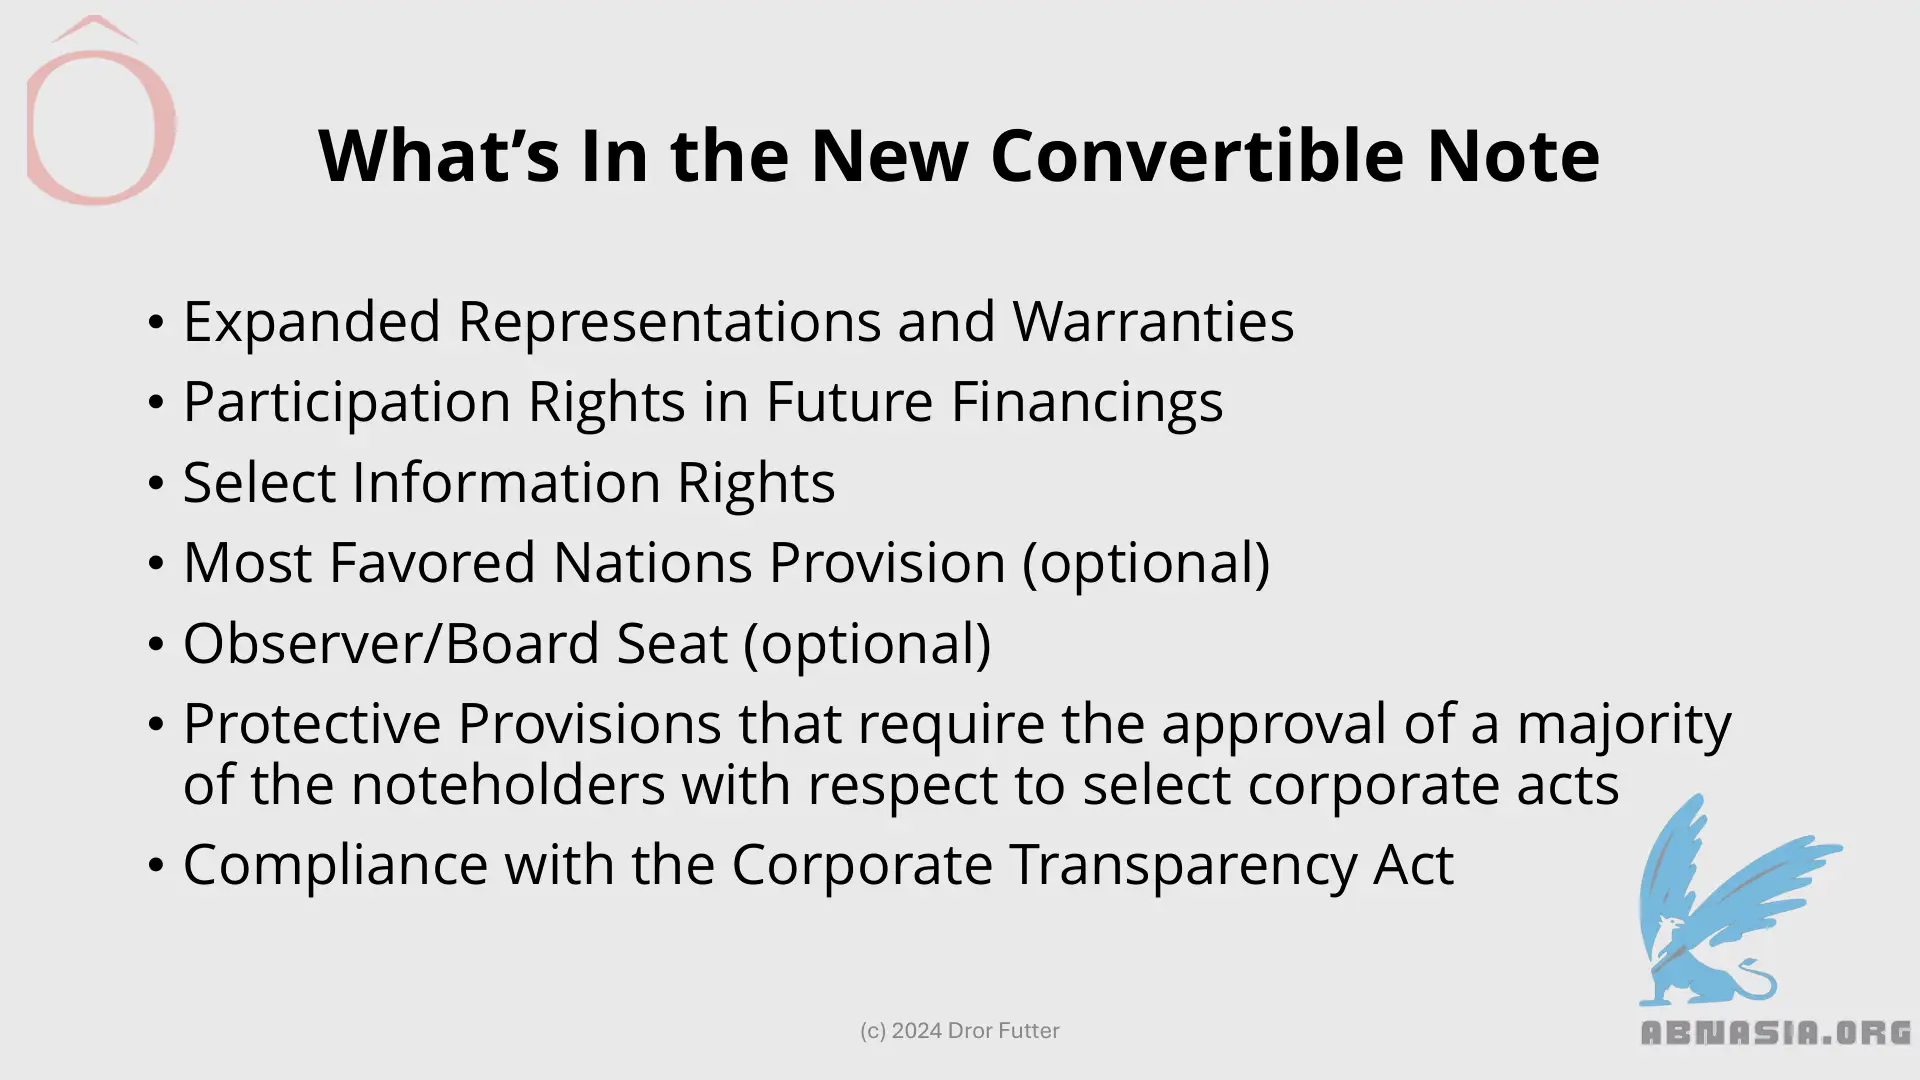 Ô
What’s In the New Convertible Note
• Expanded Representations and Warranties
• Participation Rights in Future Financings
• Select Information Rights
• Most Favored Nations Provision (optional)
• Observer/Board Seat (optional)
• Protective Provisions that require the approval of a majority
of the noteholders with respect to select corporate acts
• Compliance with the Corporate Transparency Act
(c) 2024 Dror Futter
ABNASIA.ORG